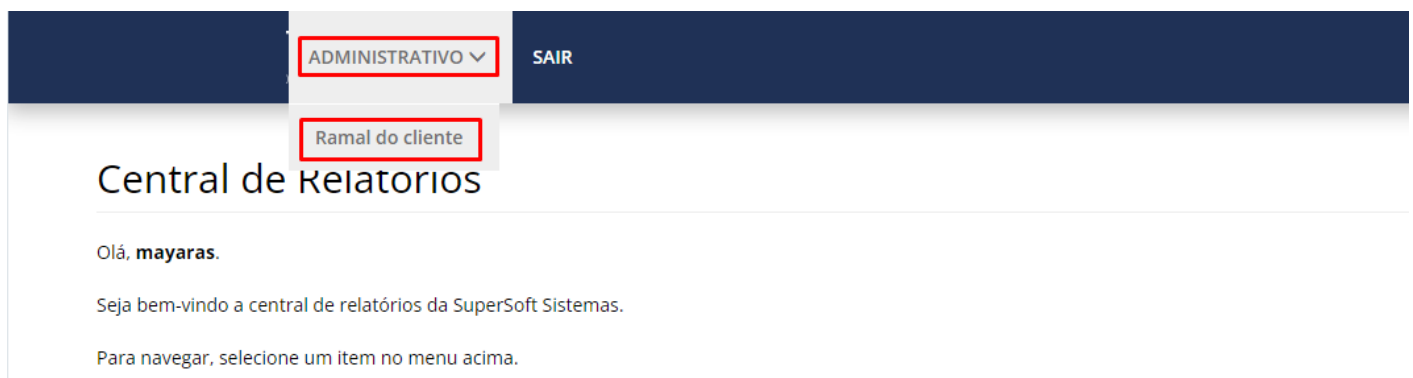 ADMINISTRATIVO SAIR
Ramal do cliente
Central de Relatórios
Olá, mayaras.
Seja bem-vindo a central de relatórios da SuperSoft Sistemas.
Para navegar, selecione um item no menu acima.